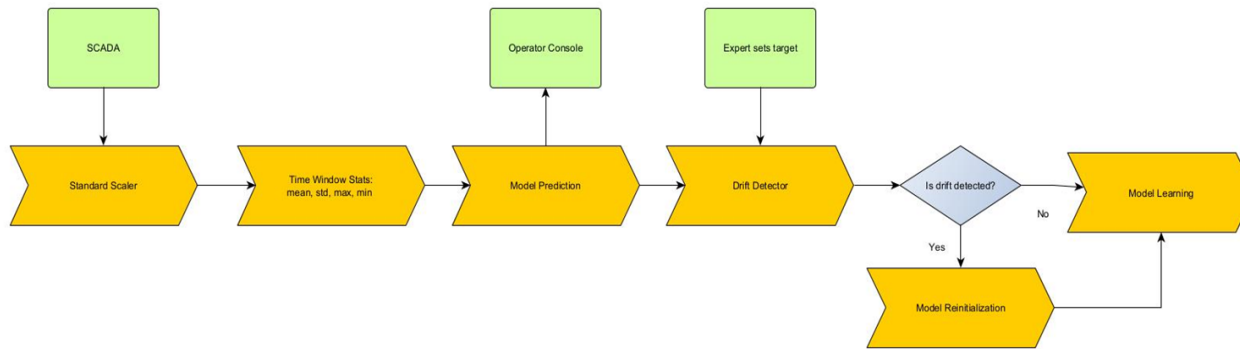 SCADA
Operator Console
Expert sets target
Standard Scaler
Time Window Stats:
mean, std, max, min
Model Prediction
Drift Detector
Is drift detected?
Model Learning
No
Yes
Model Reinitialization